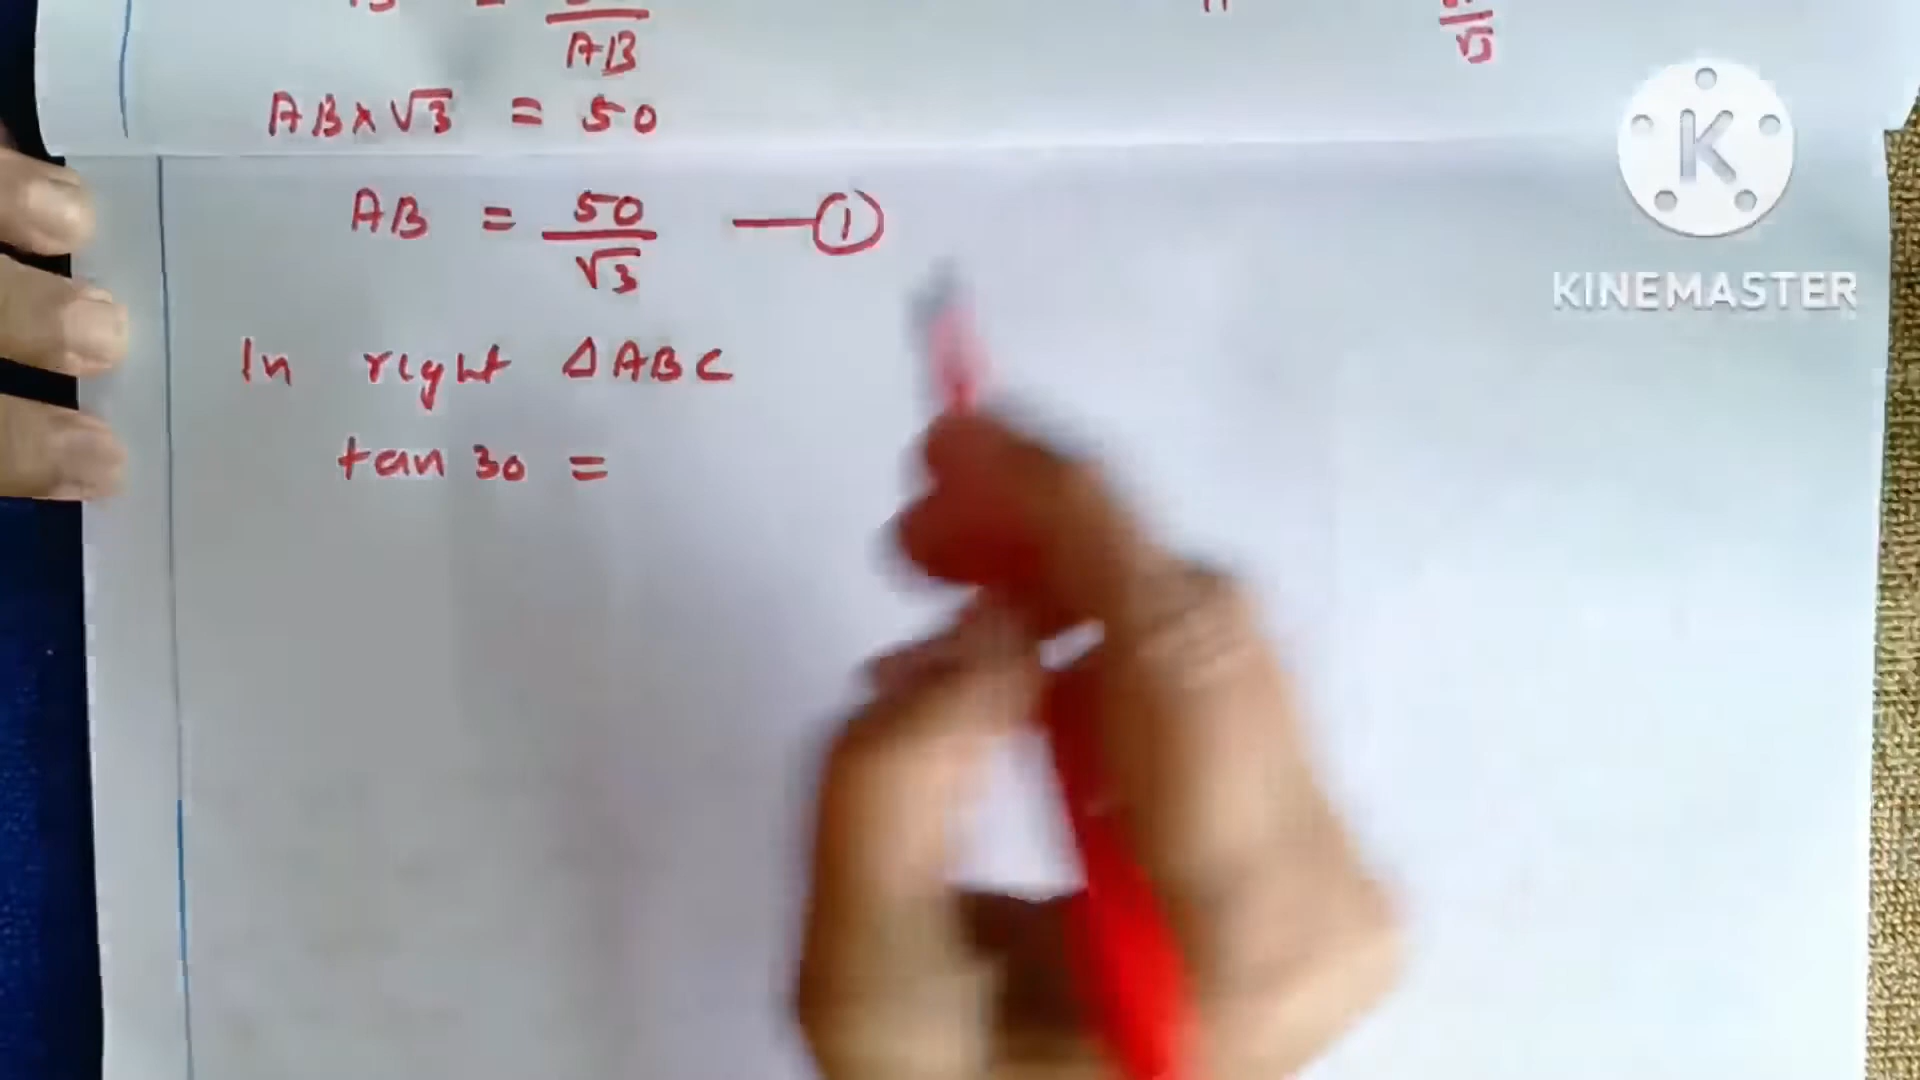 AB
AB×√3 = 50
AB = 50/√3 —①
In right ΔABC
tan 30 =
K
KINEMASTER